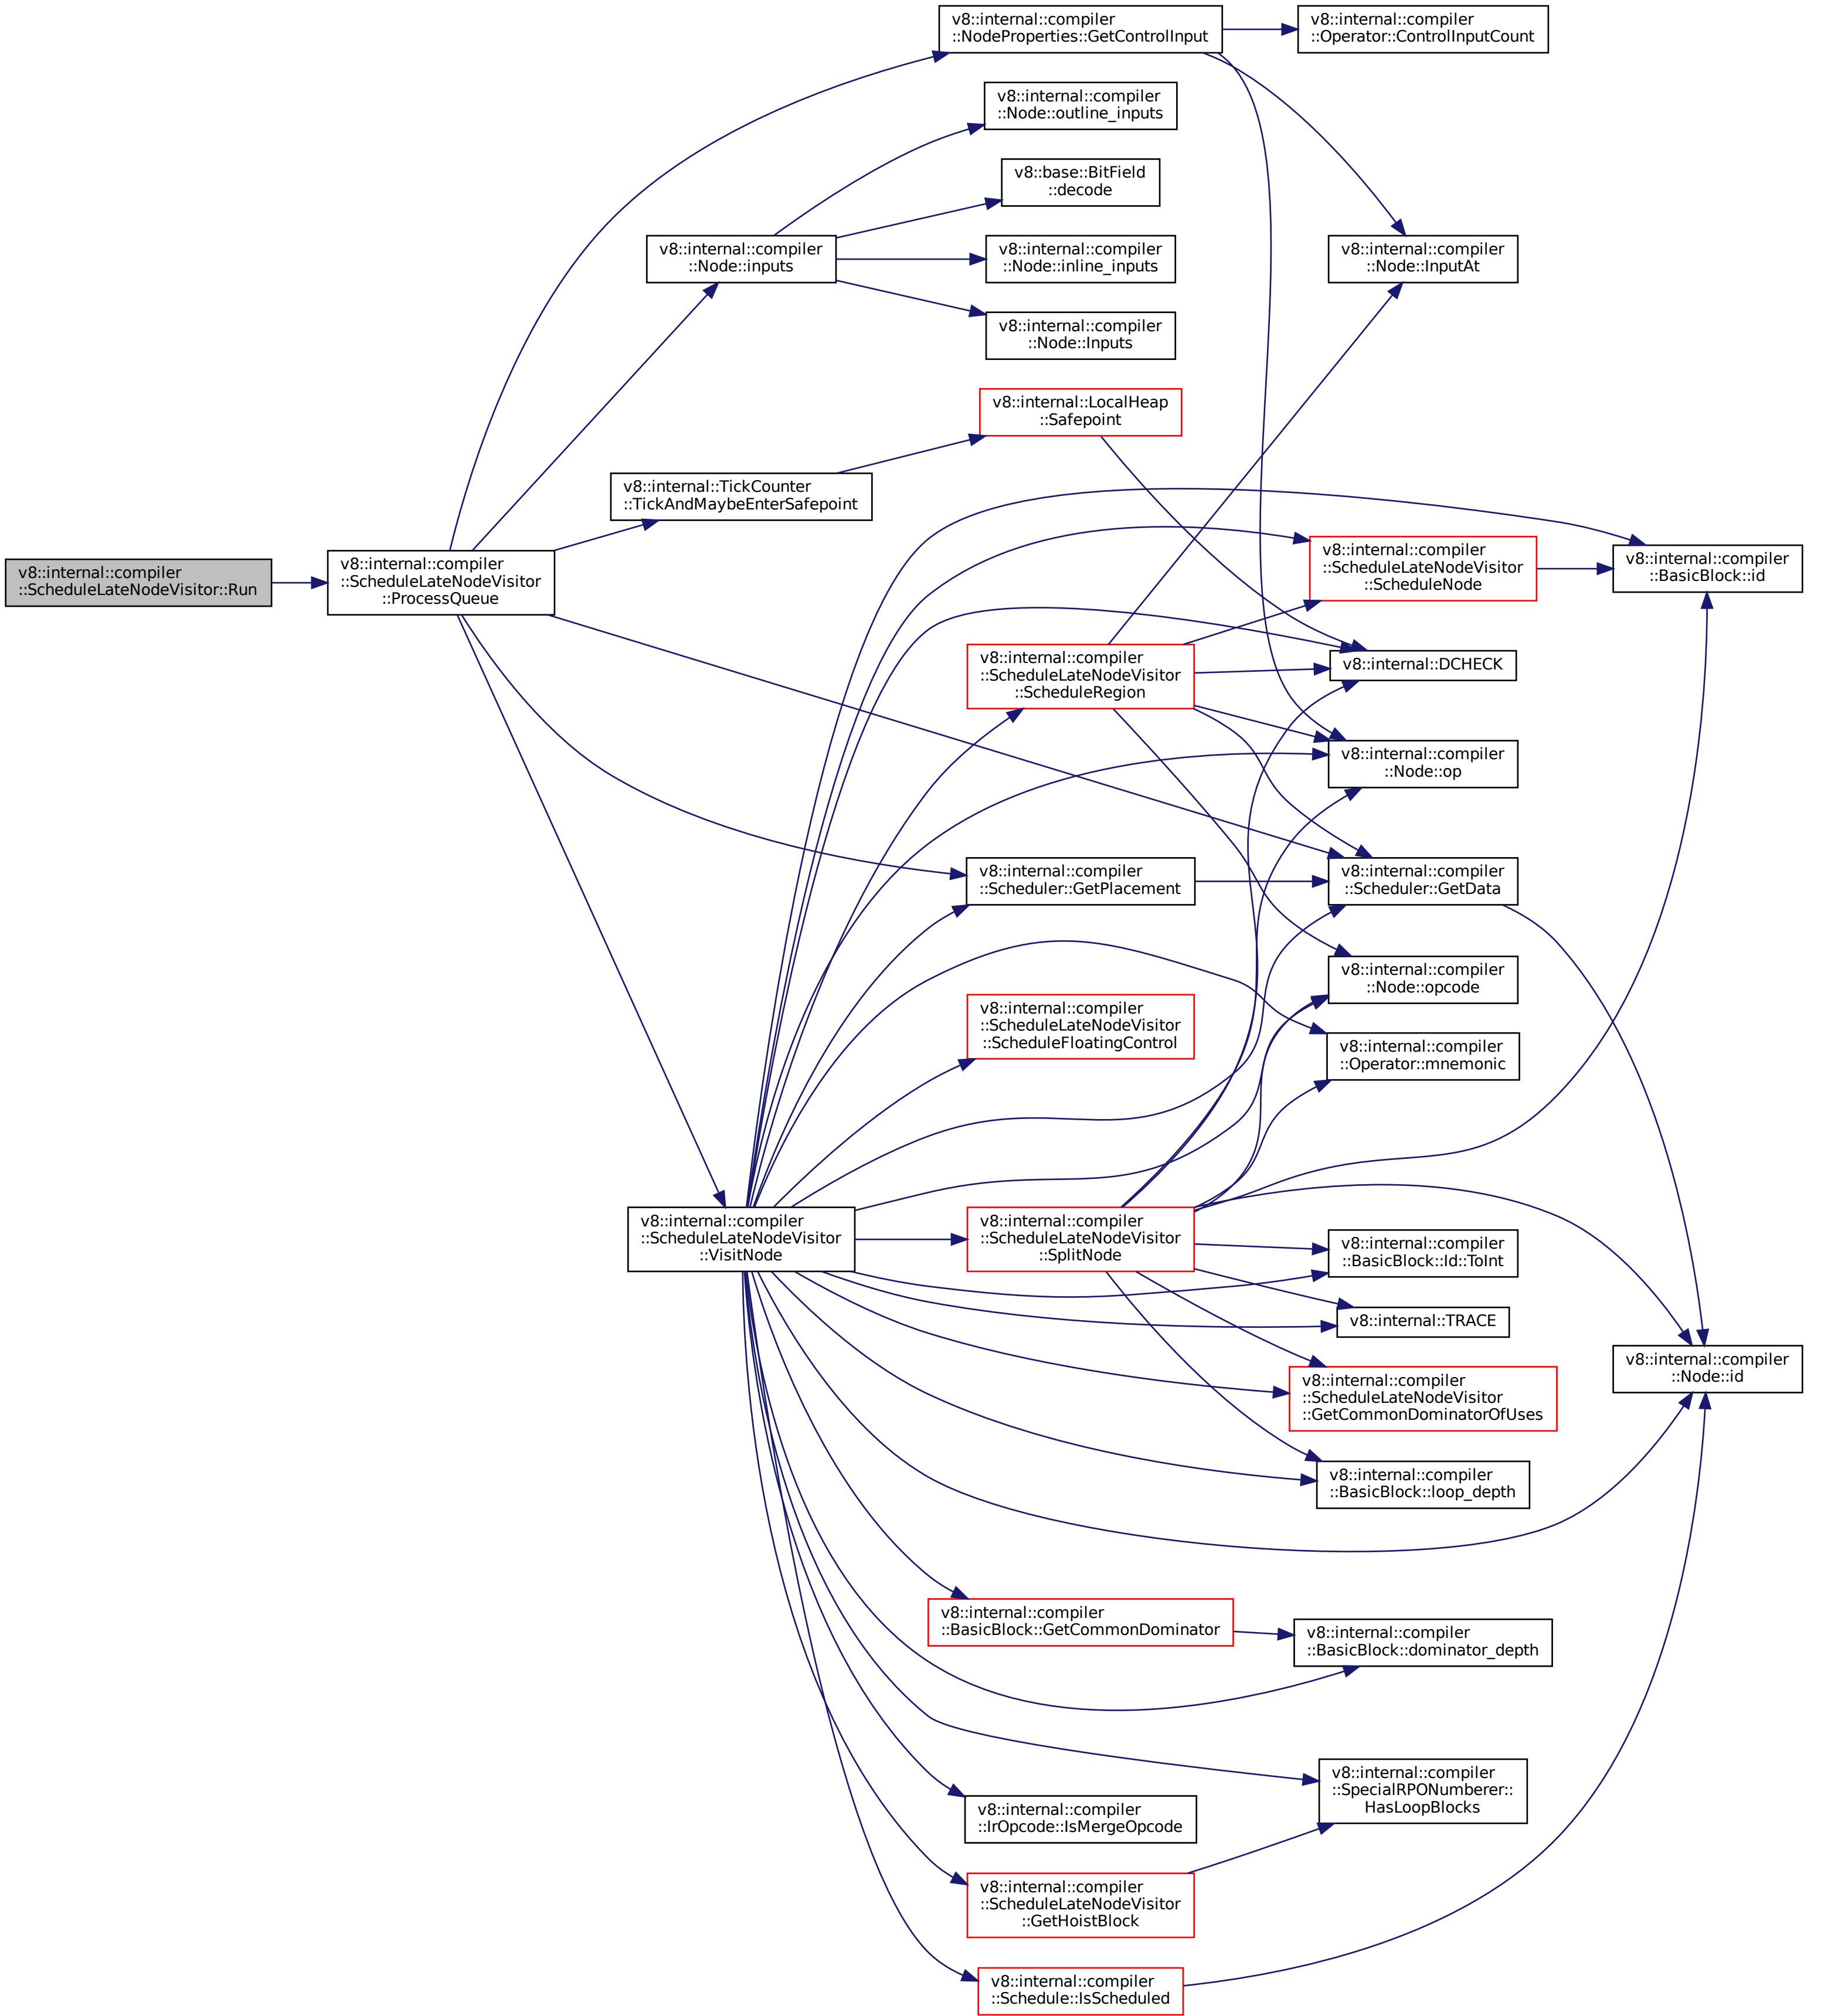 v8::internal::compiler
::ScheduleLateNodeVisitor::Run
v8::internal::compiler
::ScheduleLateNodeVisitor
::ProcessQueue
v8::internal::compiler
::NodeProperties::GetControlInput
v8::internal::compiler
::Operator::ControlInputCount
v8::internal::compiler
::Node::outline_inputs
v8::base::BitField
::decode
v8::internal::compiler
::Node::inputs
v8::internal::compiler
::Node::inline_inputs
v8::internal::compiler
::Node::InputAt
v8::internal::compiler
::Node::Inputs
v8::internal::LocalHeap
::Safepoint
v8::internal::TickCounter
::TickAndMaybeEnterSafepoint
v8::internal::compiler
::ScheduleLateNodeVisitor
::ScheduleNode
v8::internal::compiler
::BasicBlock::id
v8::internal::compiler
::ScheduleLateNodeVisitor
::ScheduleRegion
v8::internal::DCHECK
v8::internal::compiler
::Node::op
v8::internal::compiler
::Scheduler::GetPlacement
v8::internal::compiler
::Scheduler::GetData
v8::internal::compiler
::Node::opcode
v8::internal::compiler
::ScheduleLateNodeVisitor
::ScheduleFloatingControl
v8::internal::compiler
::Operator::mnemonic
v8::internal::compiler
::ScheduleLateNodeVisitor
::VisitNode
v8::internal::compiler
::ScheduleLateNodeVisitor
::SplitNode
v8::internal::compiler
::BasicBlock::Id::ToInt
v8::internal::TRACE
v8::internal::compiler
::Node::id
v8::internal::compiler
::ScheduleLateNodeVisitor
::GetCommonDominatorOfUses
v8::internal::compiler
::BasicBlock::loop_depth
v8::internal::compiler
::BasicBlock::GetCommonDominator
v8::internal::compiler
::BasicBlock::dominator_depth
v8::internal::compiler
::SpecialRPONumberer::
HasLoopBlocks
v8::internal::compiler
::IrOpcode::IsMergeOpcode
v8::internal::compiler
::ScheduleLateNodeVisitor
::GetHoistBlock
v8::internal::compiler
::Schedule::IsScheduled